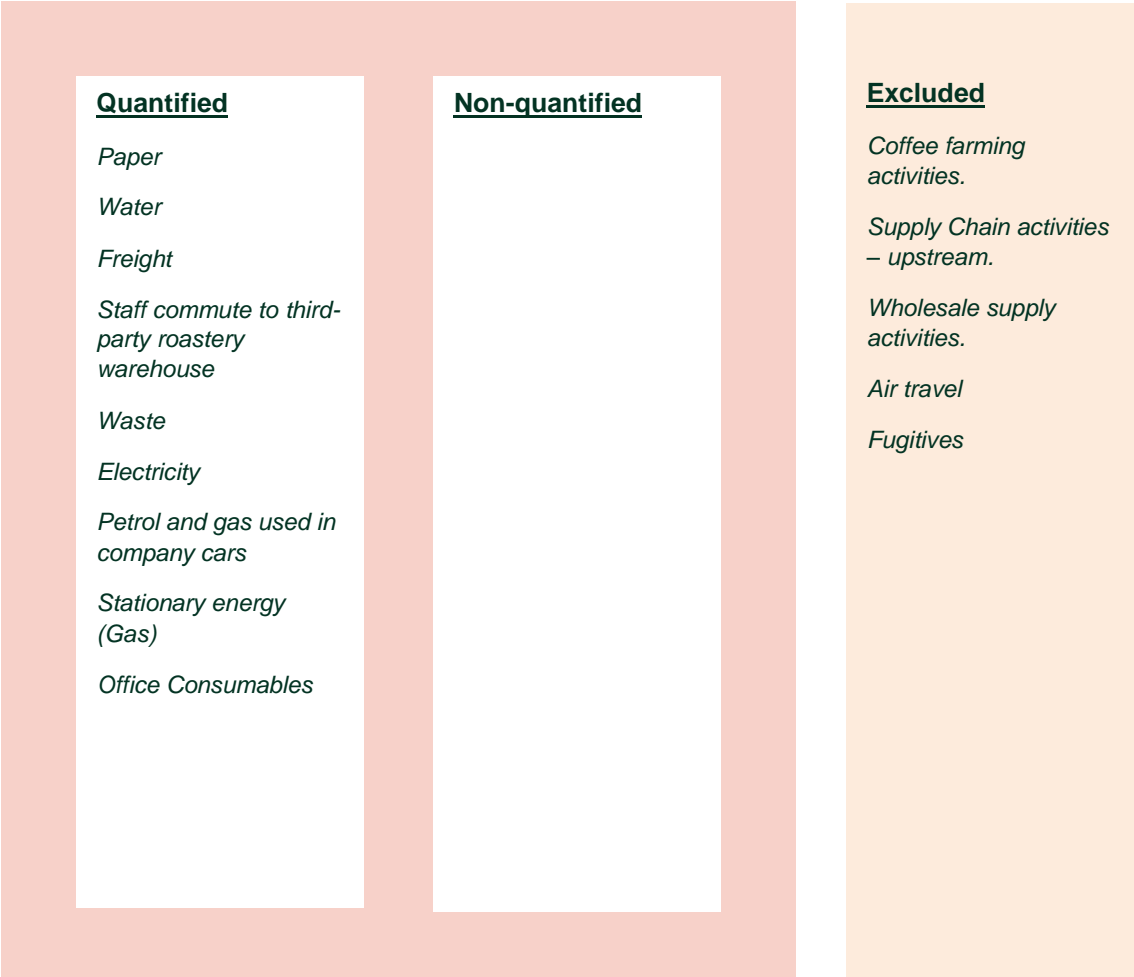 Quantified
Paper
Water
Freight
Staff commute to third-
party roastery
warehouse
Waste
Electricity
Petrol and gas used in
company cars
Stationary energy
(Gas)
Office Consumables
Non-quantified
Excluded
Coffee farming
activities.
Supply Chain activities
– upstream.
Wholesale supply
activities.
Air travel
Fugitives